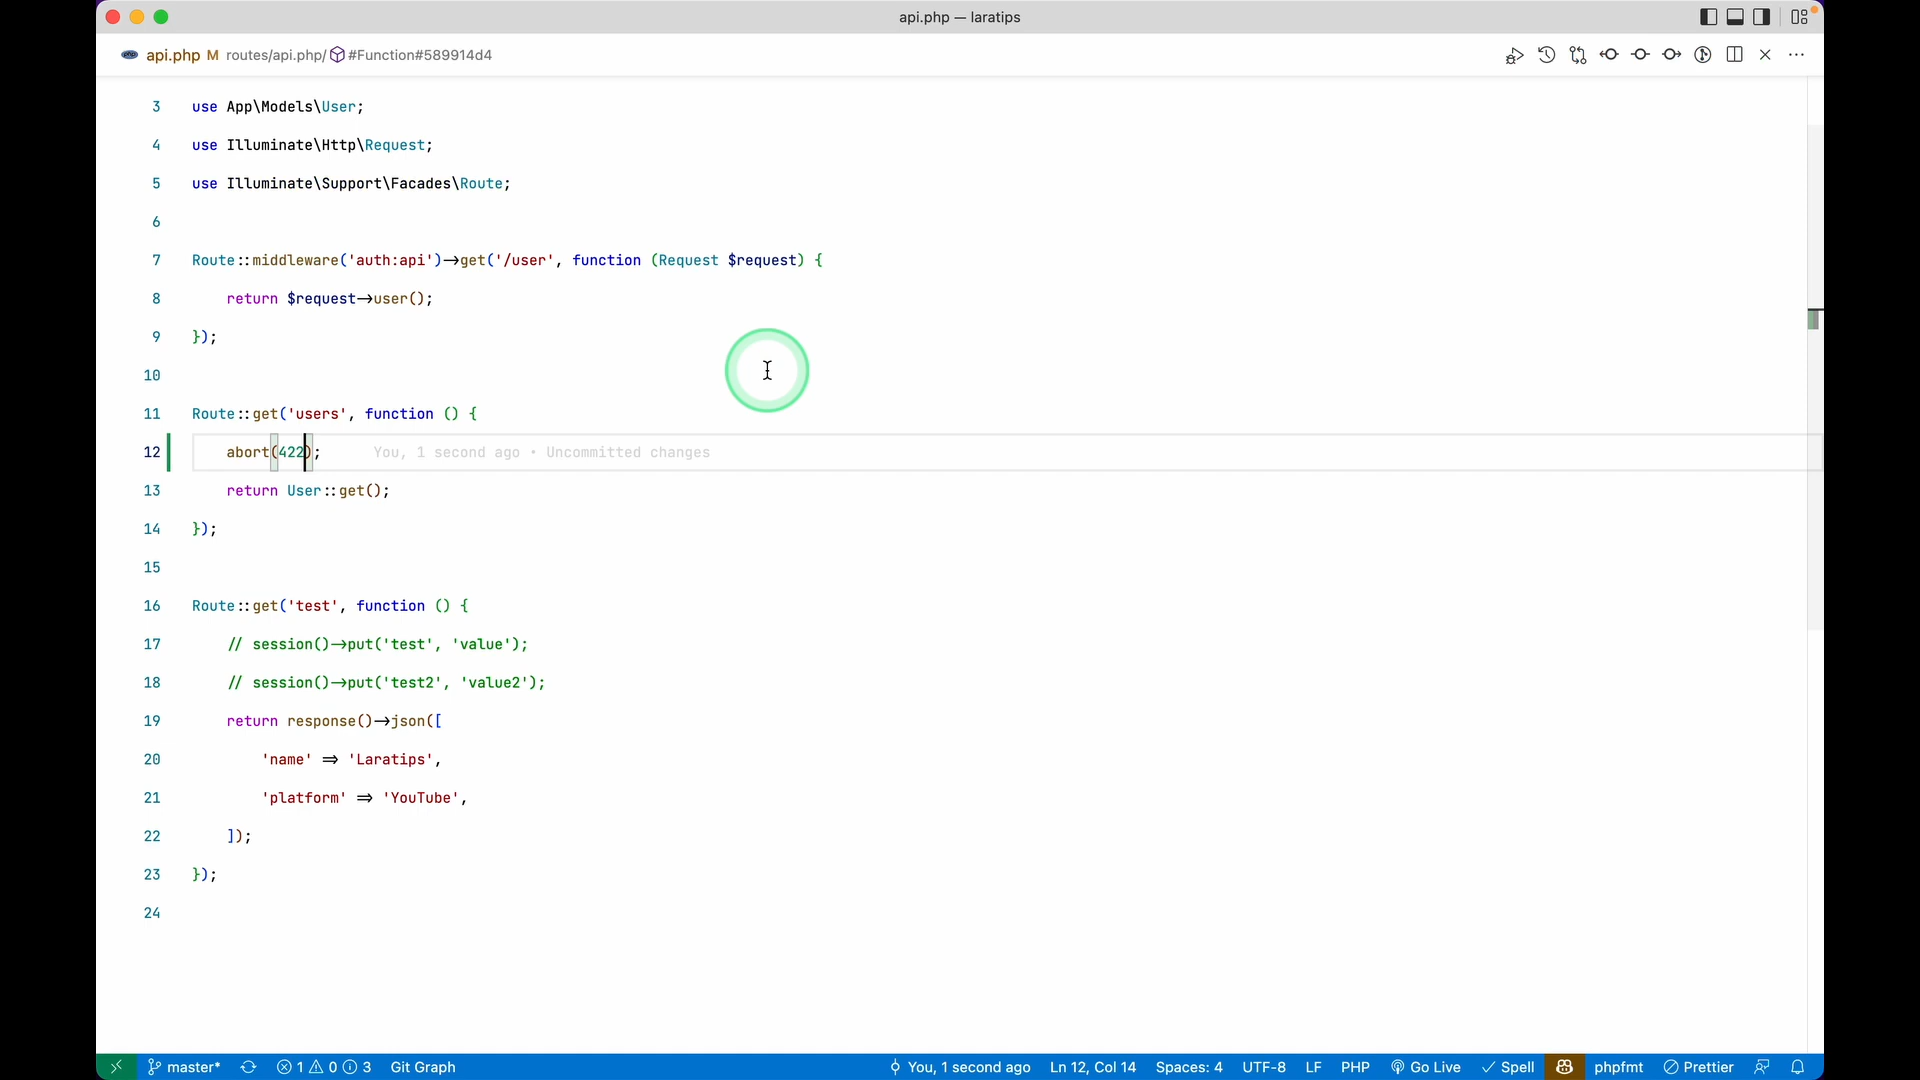 api.php — laratips
php api.php M routes/api.php/ #Function#589914d4
3 use App\Models\User;
4 use Illuminate\Http\Request;
5 use Illuminate\Support\Facades\Route;
6
7 Route::middleware('auth:api')->get('/user', function (Request $request) {
8 return $request->user();
9 });
10
11 Route::get('users', function () {
12 abort(422); You, 1 second ago • Uncommitted changes
13 return User::get();
14 });
15
16 Route::get('test', function () {
17 // session()->put('test', 'value');
18 // session()->put('test2', 'value2');
19 return response()->json([
20 'name' => 'Laratips',
21 'platform' => 'YouTube',
22 ]);
23 });
24
master* 1 0 3 Git Graph You, 1 second ago Ln 12, Col 14 Spaces: 4 UTF-8 LF PHP Go Live Spell phpfmt Prettier